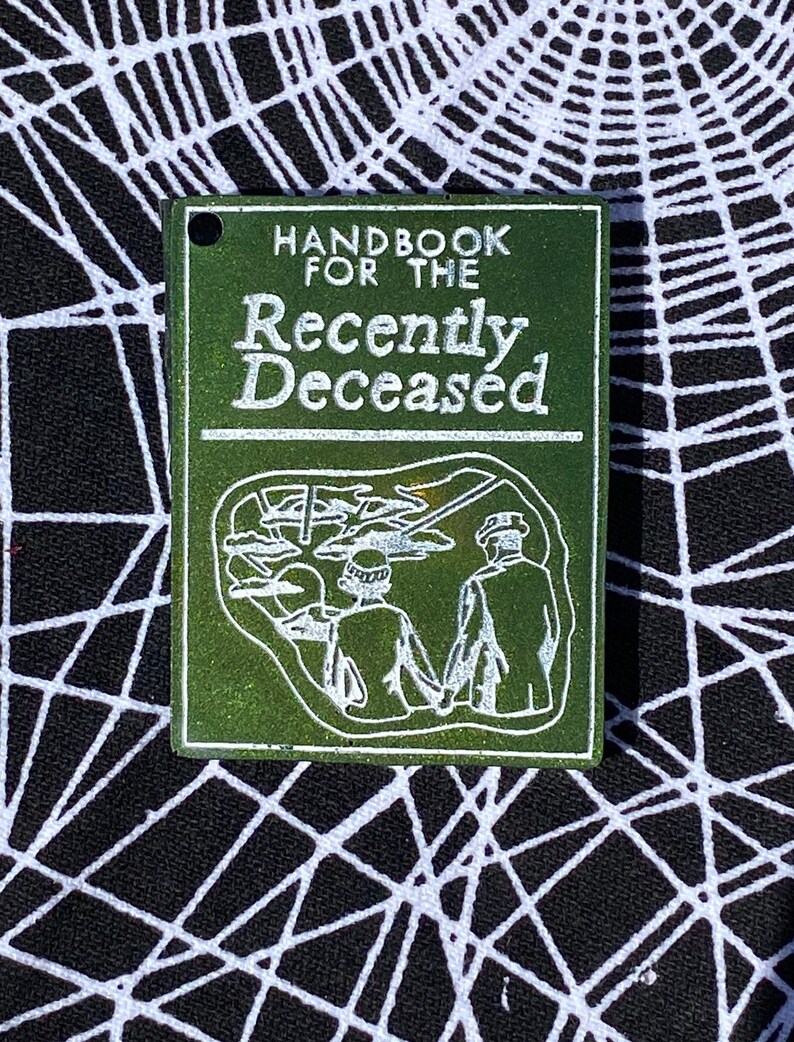 HANDBOOK
FOR THE
Recently
Deceased